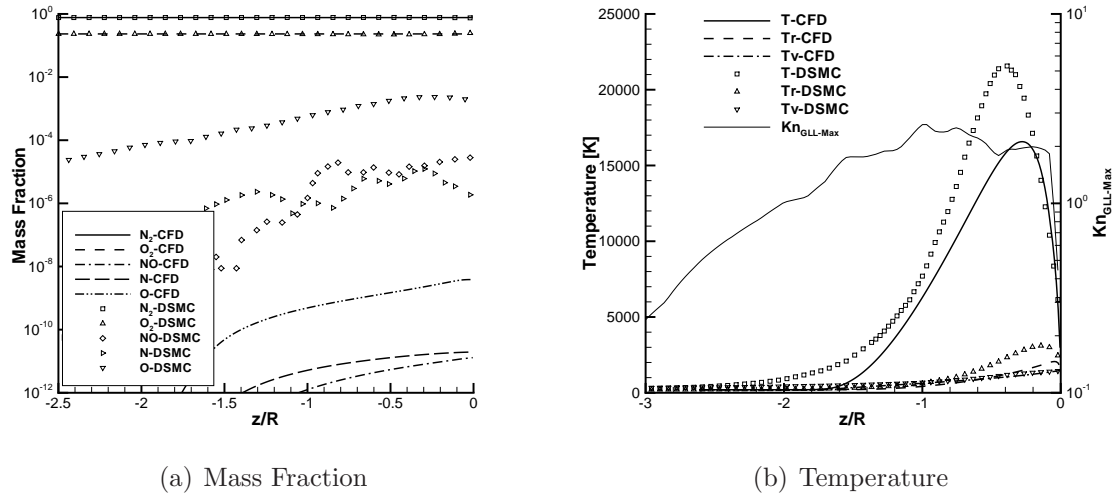 10^0
10^-2
10^-4
10^-6
10^-8
10^-10
10^-12
Mass Fraction
N2-CFD
O2-CFD
NO-CFD
N-CFD
O-CFD
N2-DSMC
O2-DSMC
NO-DSMC
N-DSMC
O-DSMC
-2.5 -2 -1.5 -1 -0.5 0
z/R
(a) Mass Fraction
25000
20000
15000
10000
5000
0
Temperature [K]
T-CFD
Tr-CFD
Tv-CFD
T-DSMC
Tr-DSMC
Tv-DSMC
Kn_GLL-Max
10^1
10^0
10^-1
Kn_GLL-Max
-3 -2 -1 0
z/R
(b) Temperature